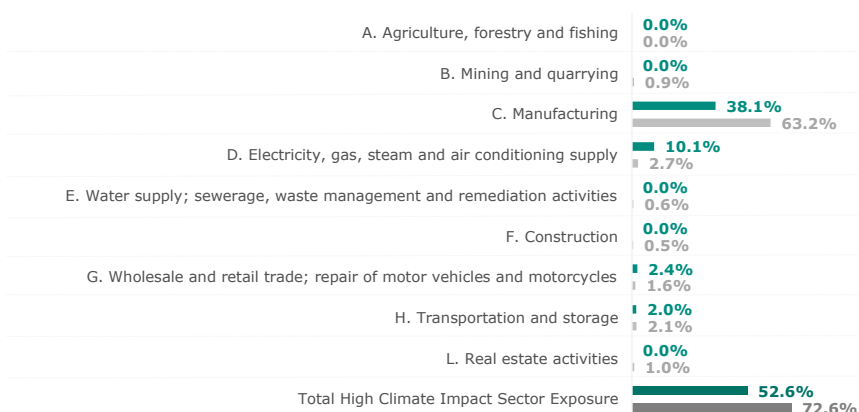 A. Agriculture, forestry and fishing
0.0%
0.0%
B. Mining and quarrying
0.0%
0.9%
C. Manufacturing
38.1%
63.2%
D. Electricity, gas, steam and air conditioning supply
10.1%
2.7%
E. Water supply; sewerage, waste management and remediation activities
0.0%
0.6%
F. Construction
0.0%
0.5%
G. Wholesale and retail trade; repair of motor vehicles and motorcycles
2.4%
1.6%
H. Transportation and storage
2.0%
2.1%
L. Real estate activities
0.0%
1.0%
Total High Climate Impact Sector Exposure
52.6%
72.6%